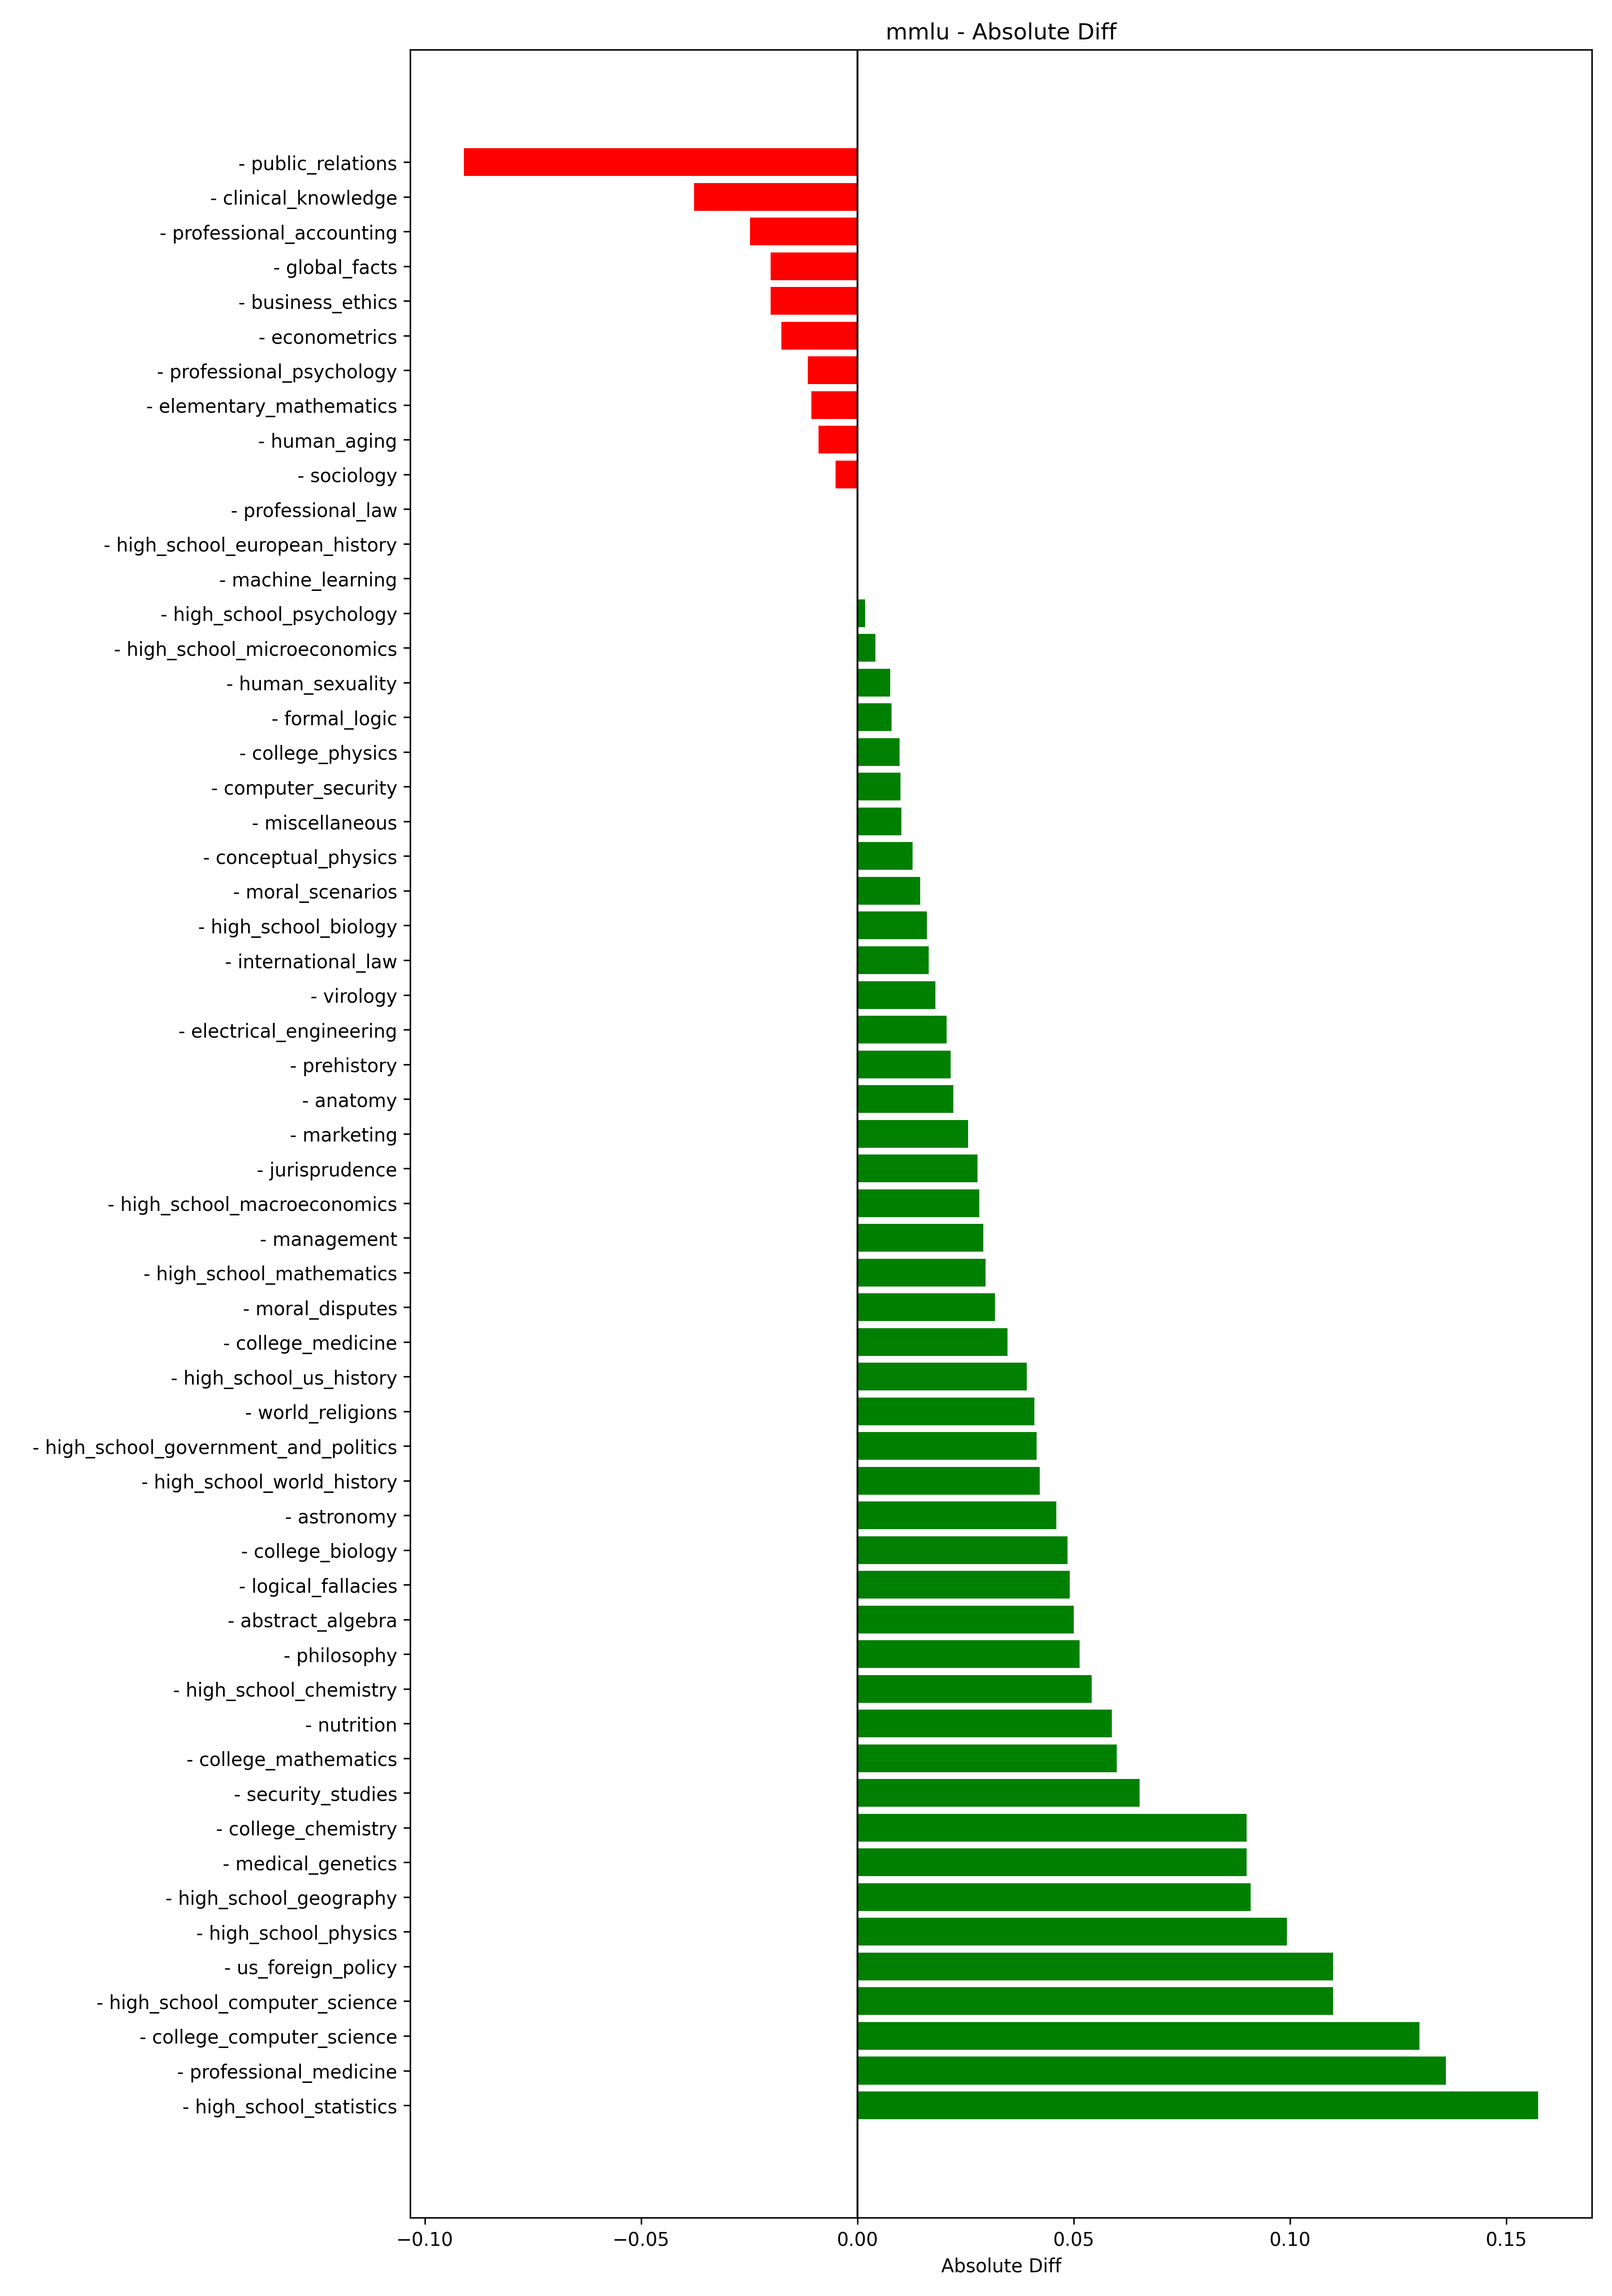 mmlu - Absolute Diff
- public_relations
- clinical_knowledge
- professional_accounting
- global_facts
- business_ethics
- econometrics
- professional_psychology
- elementary_mathematics
- human_aging
- sociology
- professional_law
- high_school_european_history
- machine_learning
- high_school_psychology
- high_school_microeconomics
- human_sexuality
- formal_logic
- college_physics
- computer_security
- miscellaneous
- conceptual_physics
- moral_scenarios
- high_school_biology
- international_law
- virology
- electrical_engineering
- prehistory
- anatomy
- marketing
- jurisprudence
- high_school_macroeconomics
- management
- high_school_mathematics
- moral_disputes
- college_medicine
- high_school_us_history
- world_religions
- high_school_government_and_politics
- high_school_world_history
- astronomy
- college_biology
- logical_fallacies
- abstract_algebra
- philosophy
- high_school_chemistry
- nutrition
- college_mathematics
- security_studies
- college_chemistry
- medical_genetics
- high_school_geography
- high_school_physics
- us_foreign_policy
- high_school_computer_science
- college_computer_science
- professional_medicine
- high_school_statistics
−0.10 −0.05 0.00 0.05 0.10 0.15
Absolute Diff